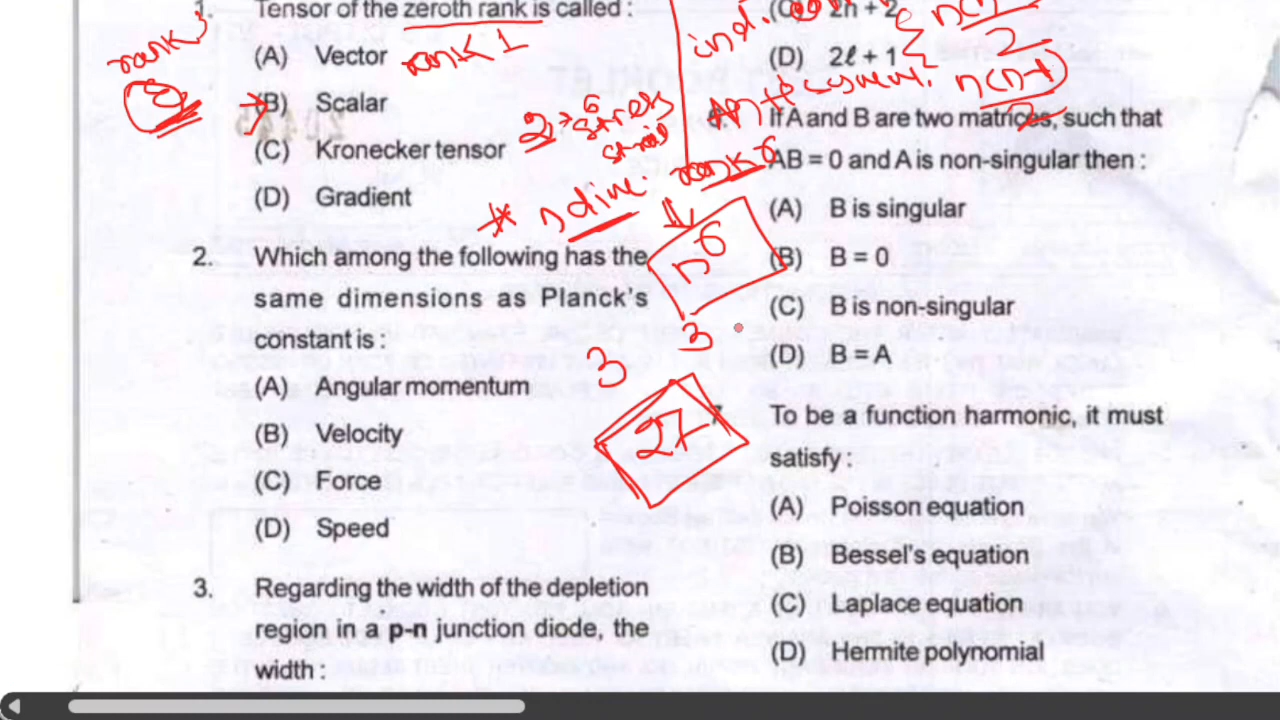 1. Tensor of the zeroth rank is called :
(A) Vector
rank 1
rank
(B) Scalar
(C) Kronecker tensor
(D) Gradient
2. Which among the following has the
same dimensions as Planck's
constant is :
(A) Angular momentum
(B) Velocity
(C) Force
(D) Speed
3. Regarding the width of the depletion
region in a p-n junction diode, the
width :
3
3
27
(C) 2n + 2
(D) 2ℓ + 1
If A and B are two matrices, such that
AB = 0 and A is non-singular then :
(A) B is singular
(B) B = 0
(C) B is non-singular
(D) B = A
7 To be a function harmonic, it must
satisfy :
(A) Poisson equation
(B) Bessel's equation
(C) Laplace equation
(D) Hermite polynomial